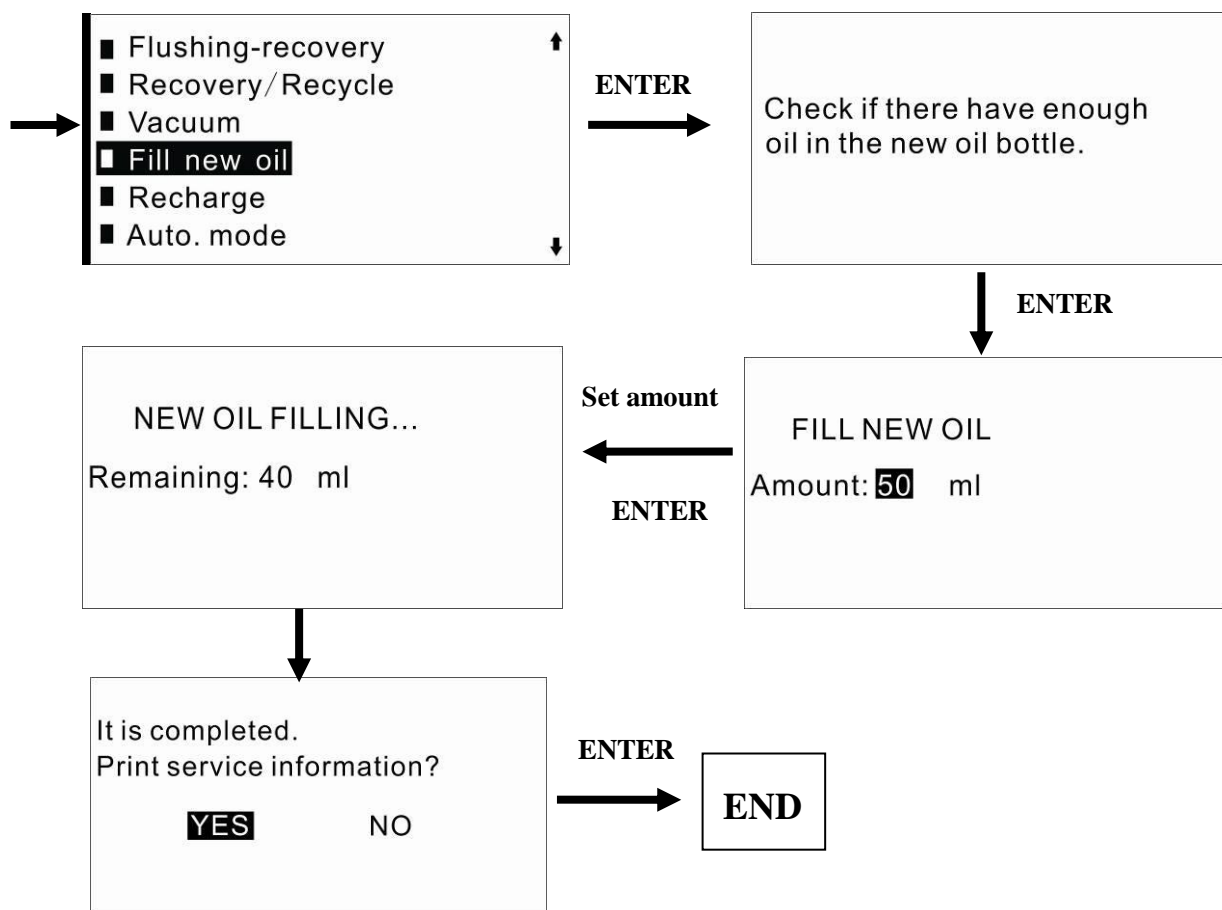 ■ Flushing-recovery
■ Recovery/Recycle
■ Vacuum
■ Fill new oil
■ Recharge
■ Auto. mode
ENTER
Check if there have enough
oil in the new oil bottle.
ENTER
FILL NEW OIL
Amount: 50 ml
Set amount
ENTER
NEW OIL FILLING...
Remaining: 40 ml
It is completed.
Print service information?
YES NO
ENTER
END